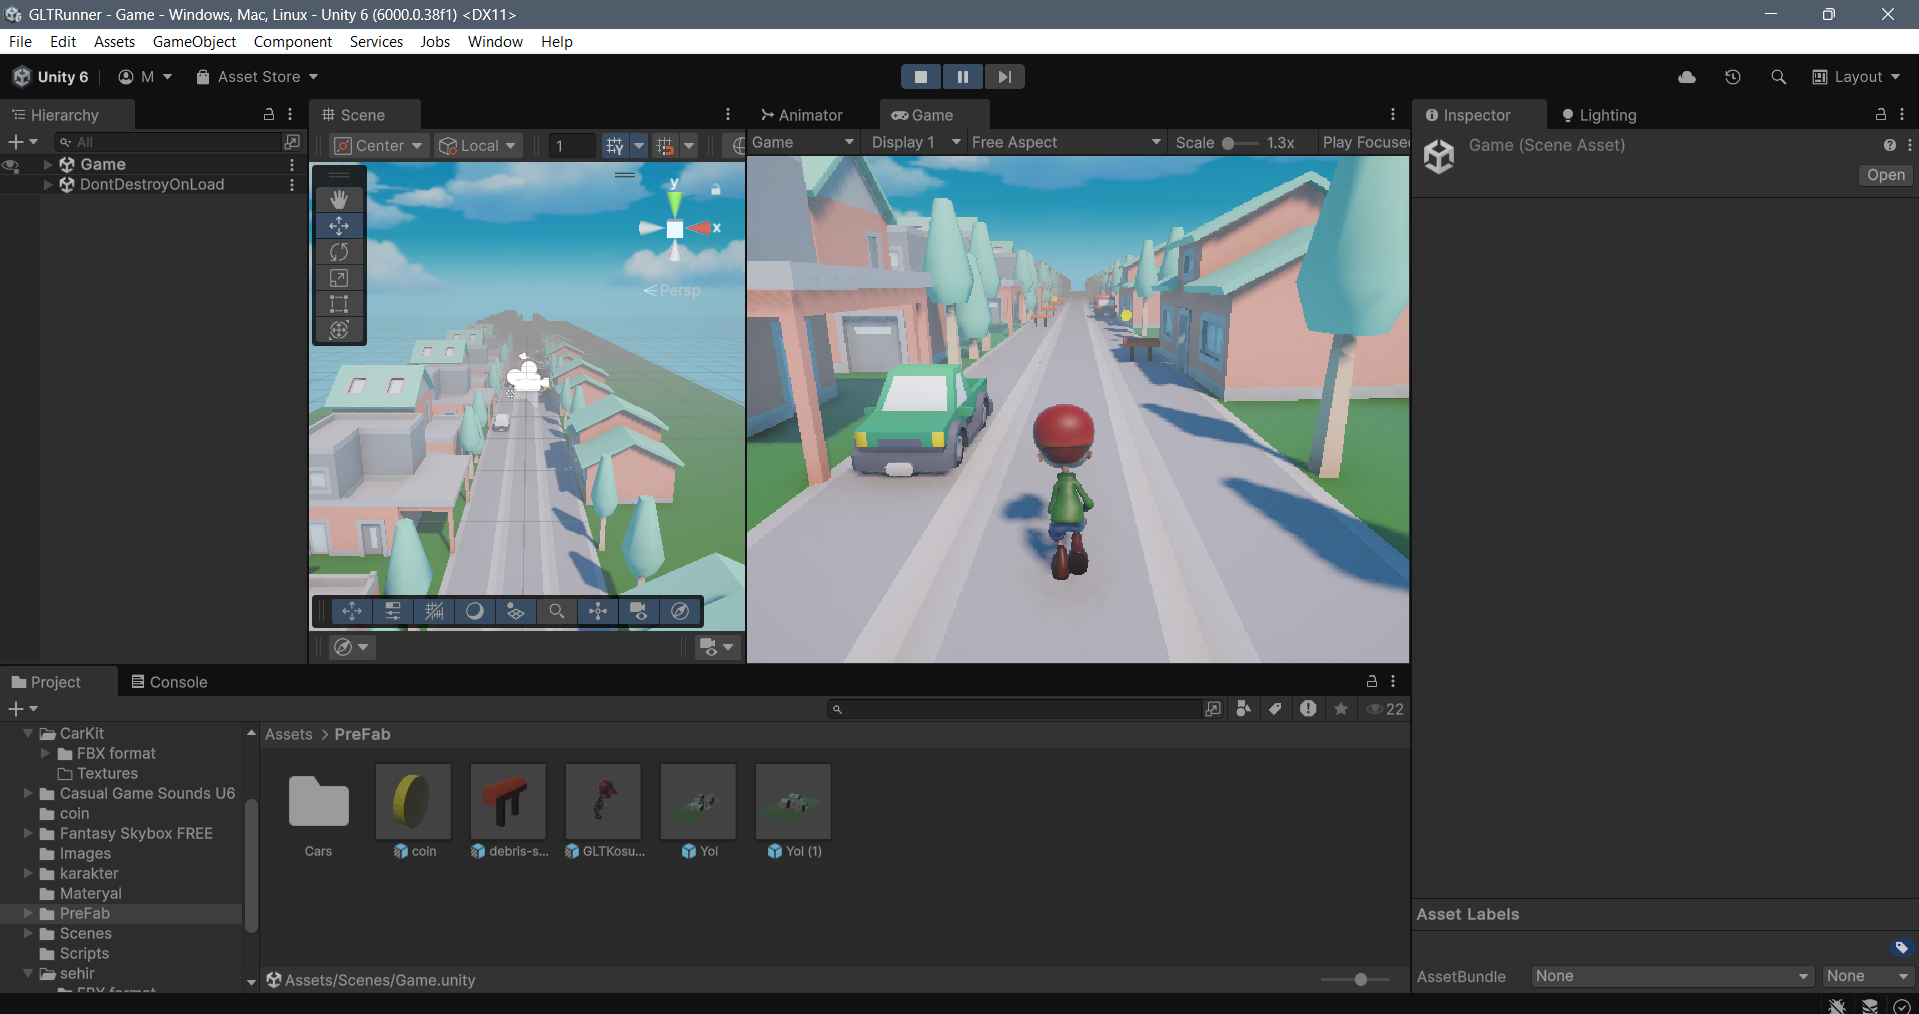 GLTRunner - Game - Windows, Mac, Linux - Unity 6 (6000.0.38f1) <DX11>
File Edit Assets GameObject Component Services Jobs Window Help
Unity 6 M Asset Store Layout
Hierarchy
Scene
Animator Game
Inspector Lighting
All
Center Local 1
Game Display 1 Free Aspect Scale 1.3x Play Focuse
Game
DontDestroyOnLoad
y
x
Persp
Game (Scene Asset)
Open
Project Console
22
CarKit
FBX format
Textures
Casual Game Sounds U6
coin
Fantasy Skybox FREE
Images
karakter
Materyal
PreFab
Scenes
Scripts
sehir
FBX format
Assets > PreFab
Cars coin debris-s... GLTKosu... Yol Yol (1)
Assets/Scenes/Game.unity
Asset Labels
AssetBundle None None